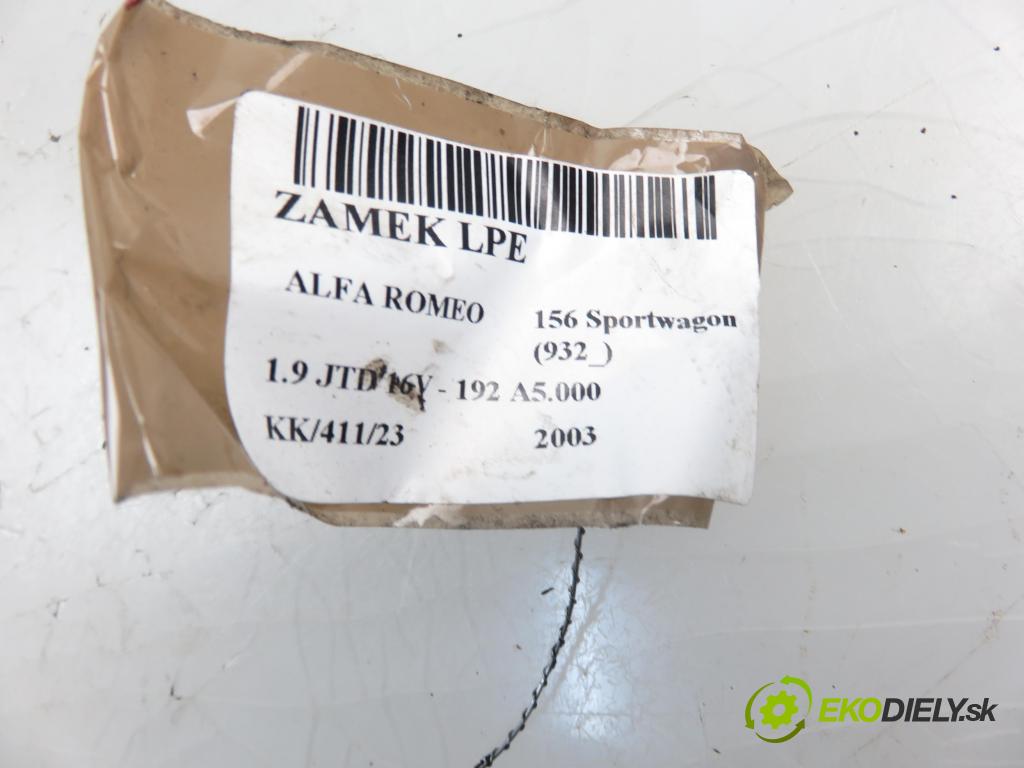 ZAMEK LPE
ALFA ROMEO 156 Sportwagon
(932_)
1.9 JTD 16V - 192 A5.000
KK/411/23 2003
EKODIELY.sk